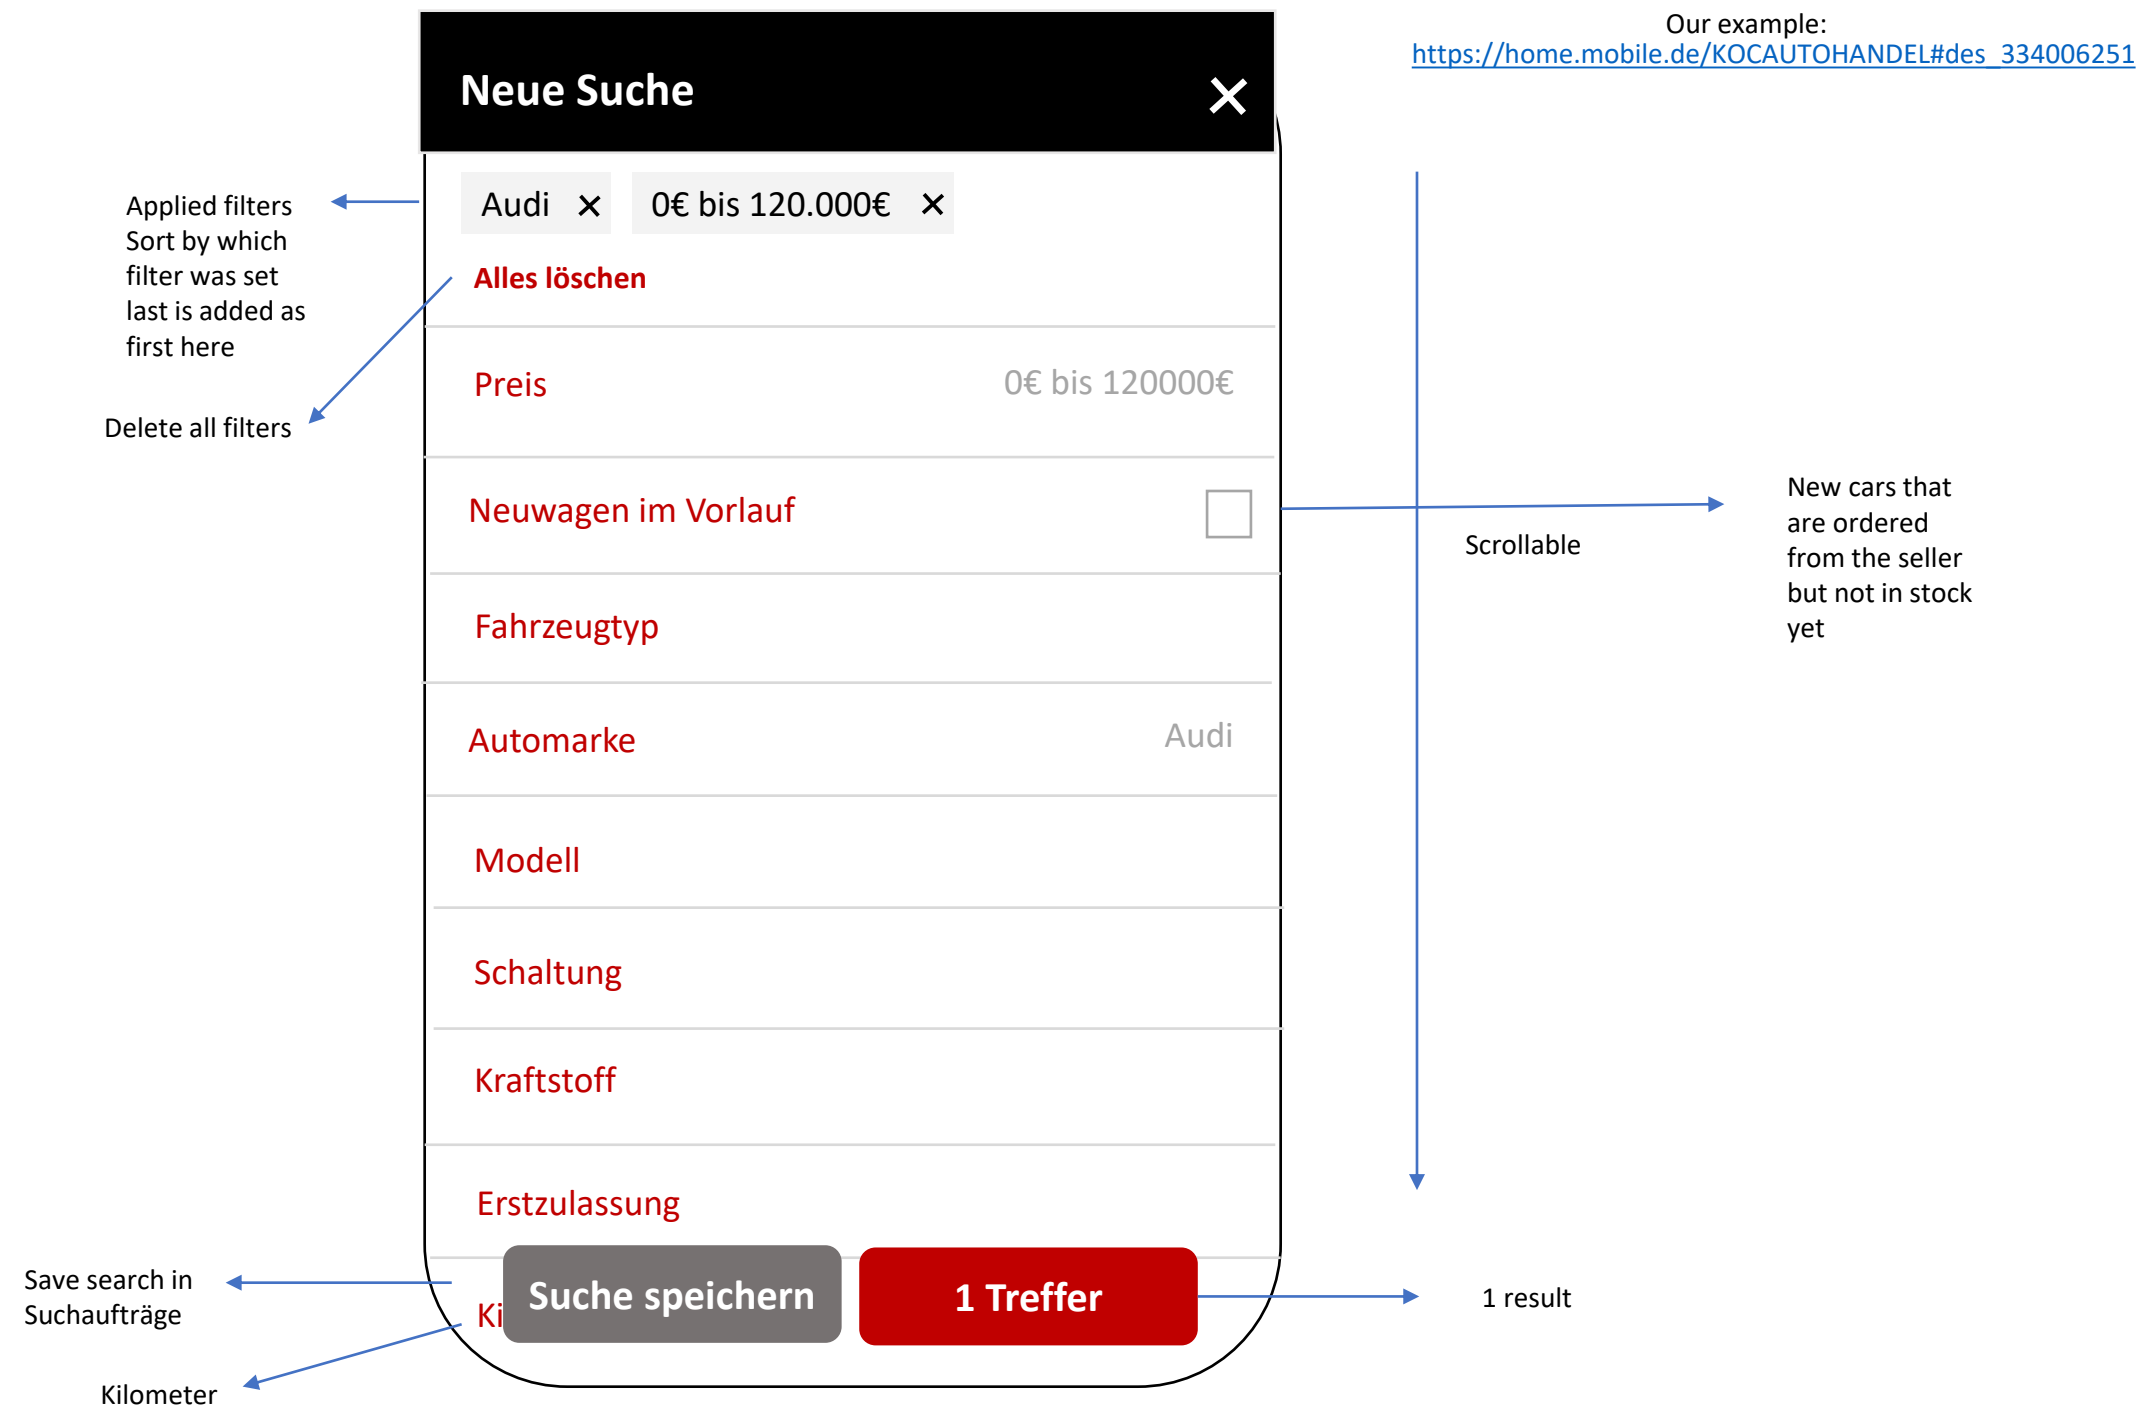 Our example:
https://home.mobile.de/KOCAUTOHANDEL#des_334006251
Neue Suche
Applied filters
Sort by which
filter was set
last is added as
first here
Audi
0€ bis 120.000€
Alles löschen
Delete all filters
Preis
0€ bis 120000€
Neuwagen im Vorlauf
New cars that
are ordered
from the seller
but not in stock
yet
Scrollable
Fahrzeugtyp
Automarke
Audi
Modell
Schaltung
Kraftstoff
Erstzulassung
Save search in
Suchaufträge
Suche speichern
1 Treffer
1 result
Ki
Kilometer